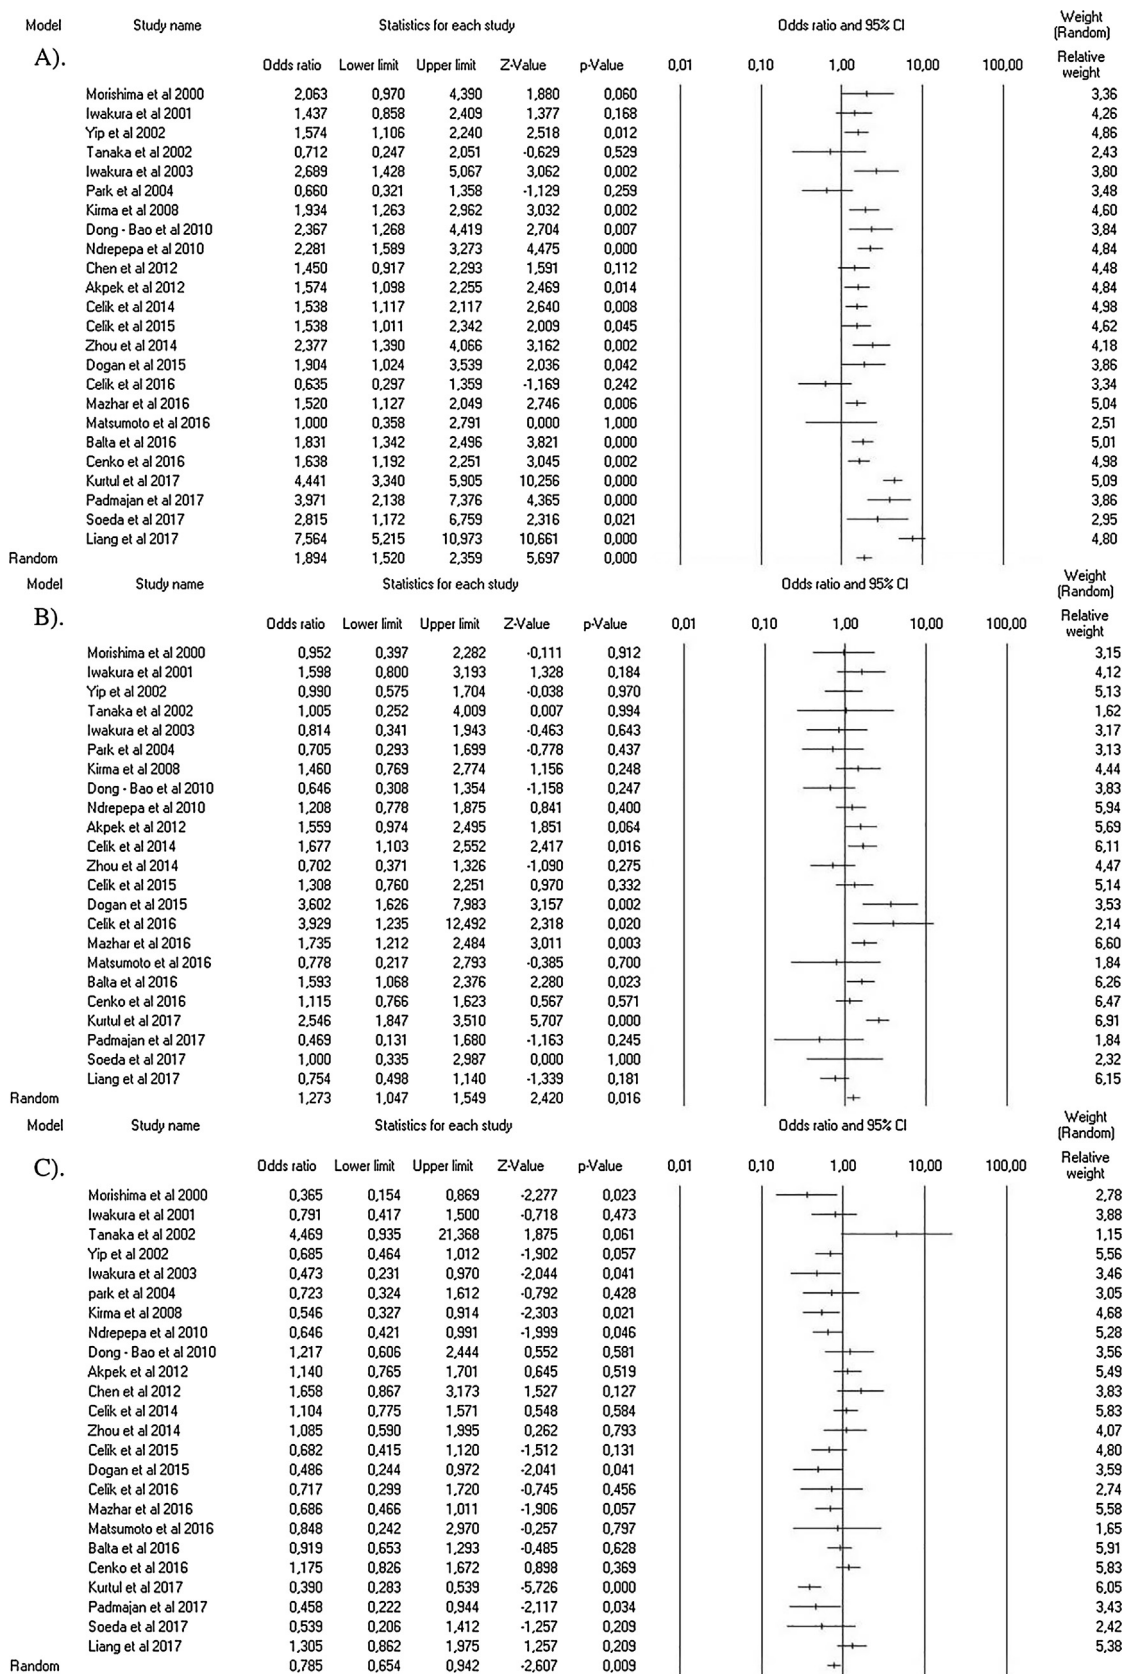 Model Study name Statistics for each study Odds ratio and 95% CI Weight (Random)
A).
Odds ratio Lower limit Upper limit Z-Value p-Value 0,01 0,10 1,00 10,00 100,00 Relative weight
Morishima et al 2000 2,063 0,970 4,390 1,880 0,060 3,36
Iwakura et al 2001 1,437 0,858 2,409 1,377 0,168 4,26
Yip et al 2002 1,574 1,106 2,240 2,518 0,012 4,86
Tanaka et al 2002 0,712 0,247 2,051 -0,629 0,529 2,43
Iwakura et al 2003 2,689 1,428 5,067 3,062 0,002 3,80
Park et al 2004 0,660 0,321 1,358 -1,129 0,259 3,48
Kirma et al 2008 1,934 1,263 2,962 3,032 0,002 4,60
Dong - Bao et al 2010 2,367 1,268 4,419 2,704 0,007 3,84
Ndrepepa et al 2010 2,281 1,589 3,273 4,475 0,000 4,84
Chen et al 2012 1,450 0,917 2,293 1,591 0,112 4,48
Akpek et al 2012 1,574 1,098 2,255 2,469 0,014 4,84
Celik et al 2014 1,538 1,117 2,117 2,640 0,008 4,98
Celik et al 2015 1,538 1,011 2,342 2,009 0,045 4,62
Zhou et al 2014 2,377 1,390 4,066 3,162 0,002 4,18
Dogan et al 2015 1,904 1,024 3,539 2,036 0,042 3,86
Celik et al 2016 0,635 0,297 1,359 -1,169 0,242 3,34
Mazhar et al 2016 1,520 1,127 2,049 2,746 0,006 5,04
Matsumoto et al 2016 1,000 0,358 2,791 0,000 1,000 2,51
Balta et al 2016 1,831 1,342 2,496 3,821 0,000 5,01
Cenko et al 2016 1,638 1,192 2,251 3,045 0,002 4,98
Kurtul et al 2017 4,441 3,340 5,905 10,256 0,000 5,09
Padmajan et al 2017 3,971 2,138 7,376 4,365 0,000 3,86
Soeda et al 2017 2,815 1,172 6,759 2,316 0,021 2,95
Liang et al 2017 7,564 5,215 10,973 10,661 0,000 4,80
Random 1,894 1,520 2,359 5,697 0,000
Model Study name Statistics for each study Odds ratio and 95% CI Weight (Random)
B).
Odds ratio Lower limit Upper limit Z-Value p-Value 0,01 0,10 1,00 10,00 100,00 Relative weight
Morishima et al 2000 0,952 0,397 2,282 -0,111 0,912 3,15
Iwakura et al 2001 1,598 0,800 3,193 1,328 0,184 4,12
Yip et al 2002 0,990 0,575 1,704 -0,038 0,970 5,13
Tanaka et al 2002 1,005 0,252 4,009 0,007 0,994 1,62
Iwakura et al 2003 0,814 0,341 1,943 -0,463 0,643 3,17
Park et al 2004 0,705 0,293 1,699 -0,778 0,437 3,13
Kirma et al 2008 1,460 0,769 2,774 1,156 0,248 4,44
Dong - Bao et al 2010 0,646 0,308 1,354 -1,158 0,247 3,83
Ndrepepa et al 2010 1,208 0,778 1,875 0,841 0,400 5,94
Akpek et al 2012 1,559 0,974 2,495 1,851 0,064 5,69
Celik et al 2014 1,677 1,103 2,552 2,417 0,016 6,11
Zhou et al 2014 0,702 0,371 1,326 -1,090 0,275 4,47
Celik et al 2015 1,308 0,760 2,251 0,970 0,332 5,14
Dogan et al 2015 3,602 1,626 7,983 3,157 0,002 3,53
Celik et al 2016 3,929 1,235 12,492 2,318 0,020 2,14
Mazhar et al 2016 1,735 1,212 2,484 3,011 0,003 6,60
Matsumoto et al 2016 0,778 0,217 2,793 -0,385 0,700 1,84
Balta et al 2016 1,593 1,068 2,376 2,280 0,023 6,26
Cenko et al 2016 1,115 0,766 1,623 0,567 0,571 6,47
Kurtul et al 2017 2,546 1,847 3,510 5,707 0,000 6,91
Padmajan et al 2017 0,469 0,131 1,680 -1,163 0,245 1,84
Soeda et al 2017 1,000 0,335 2,987 0,000 1,000 2,32
Liang et al 2017 0,754 0,498 1,140 -1,339 0,181 6,15
Random 1,273 1,047 1,549 2,420 0,016
Model Study name Statistics for each study Odds ratio and 95% CI Weight (Random)
C).
Odds ratio Lower limit Upper limit Z-Value p-Value 0,01 0,10 1,00 10,00 100,00 Relative weight
Morishima et al 2000 0,365 0,154 0,869 -2,277 0,023 2,78
Iwakura et al 2001 0,791 0,417 1,500 -0,718 0,473 3,88
Tanaka et al 2002 4,469 0,935 21,368 1,875 0,061 1,15
Yip et al 2002 0,685 0,464 1,012 -1,902 0,057 5,56
Iwakura et al 2003 0,473 0,231 0,970 -2,044 0,041 3,46
park et al 2004 0,723 0,324 1,612 -0,792 0,428 3,05
Kirma et al 2008 0,546 0,327 0,914 -2,303 0,021 4,68
Ndrepepa et al 2010 0,646 0,421 0,991 -1,999 0,046 5,28
Dong - Bao et al 2010 1,217 0,606 2,444 0,552 0,581 3,56
Akpek et al 2012 1,140 0,765 1,701 0,645 0,519 5,49
Chen et al 2012 1,658 0,867 3,173 1,527 0,127 3,83
Celik et al 2014 1,104 0,775 1,571 0,548 0,584 5,83
Zhou et al 2014 1,085 0,590 1,995 0,262 0,793 4,07
Celik et al 2015 0,682 0,415 1,120 -1,512 0,131 4,80
Dogan et al 2015 0,486 0,244 0,972 -2,041 0,041 3,59
Celik et al 2016 0,717 0,299 1,720 -0,745 0,456 2,74
Mazhar et al 2016 0,686 0,466 1,011 -1,906 0,057 5,58
Matsumoto et al 2016 0,848 0,242 2,970 -0,257 0,797 1,65
Balta et al 2016 0,919 0,653 1,293 -0,485 0,628 5,91
Cenko et al 2016 1,175 0,826 1,672 0,898 0,369 5,83
Kurtul et al 2017 0,390 0,283 0,539 -5,726 0,000 6,05
Padmajan et al 2017 0,458 0,222 0,944 -2,117 0,034 3,43
Soeda et al 2017 0,539 0,206 1,412 -1,257 0,209 2,42
Liang et al 2017 1,305 0,862 1,975 1,257 0,209 5,38
Random 0,785 0,654 0,942 -2,607 0,009